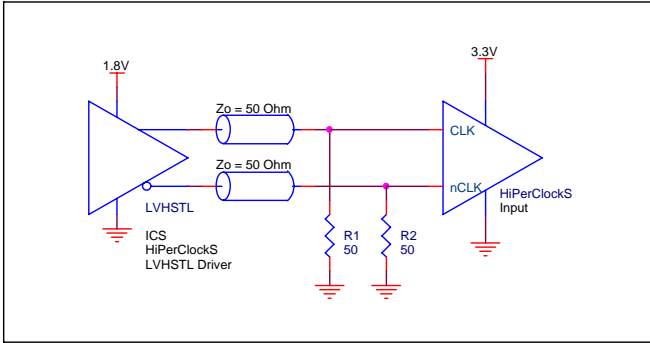 1.8V
3.3V
Zo = 50 Ohm
CLK
Zo = 50 Ohm
nCLK
HiPerClockS
Input
LVHSTL
ICS
HiPerClockS
LVHSTL Driver
R1
50
R2
50